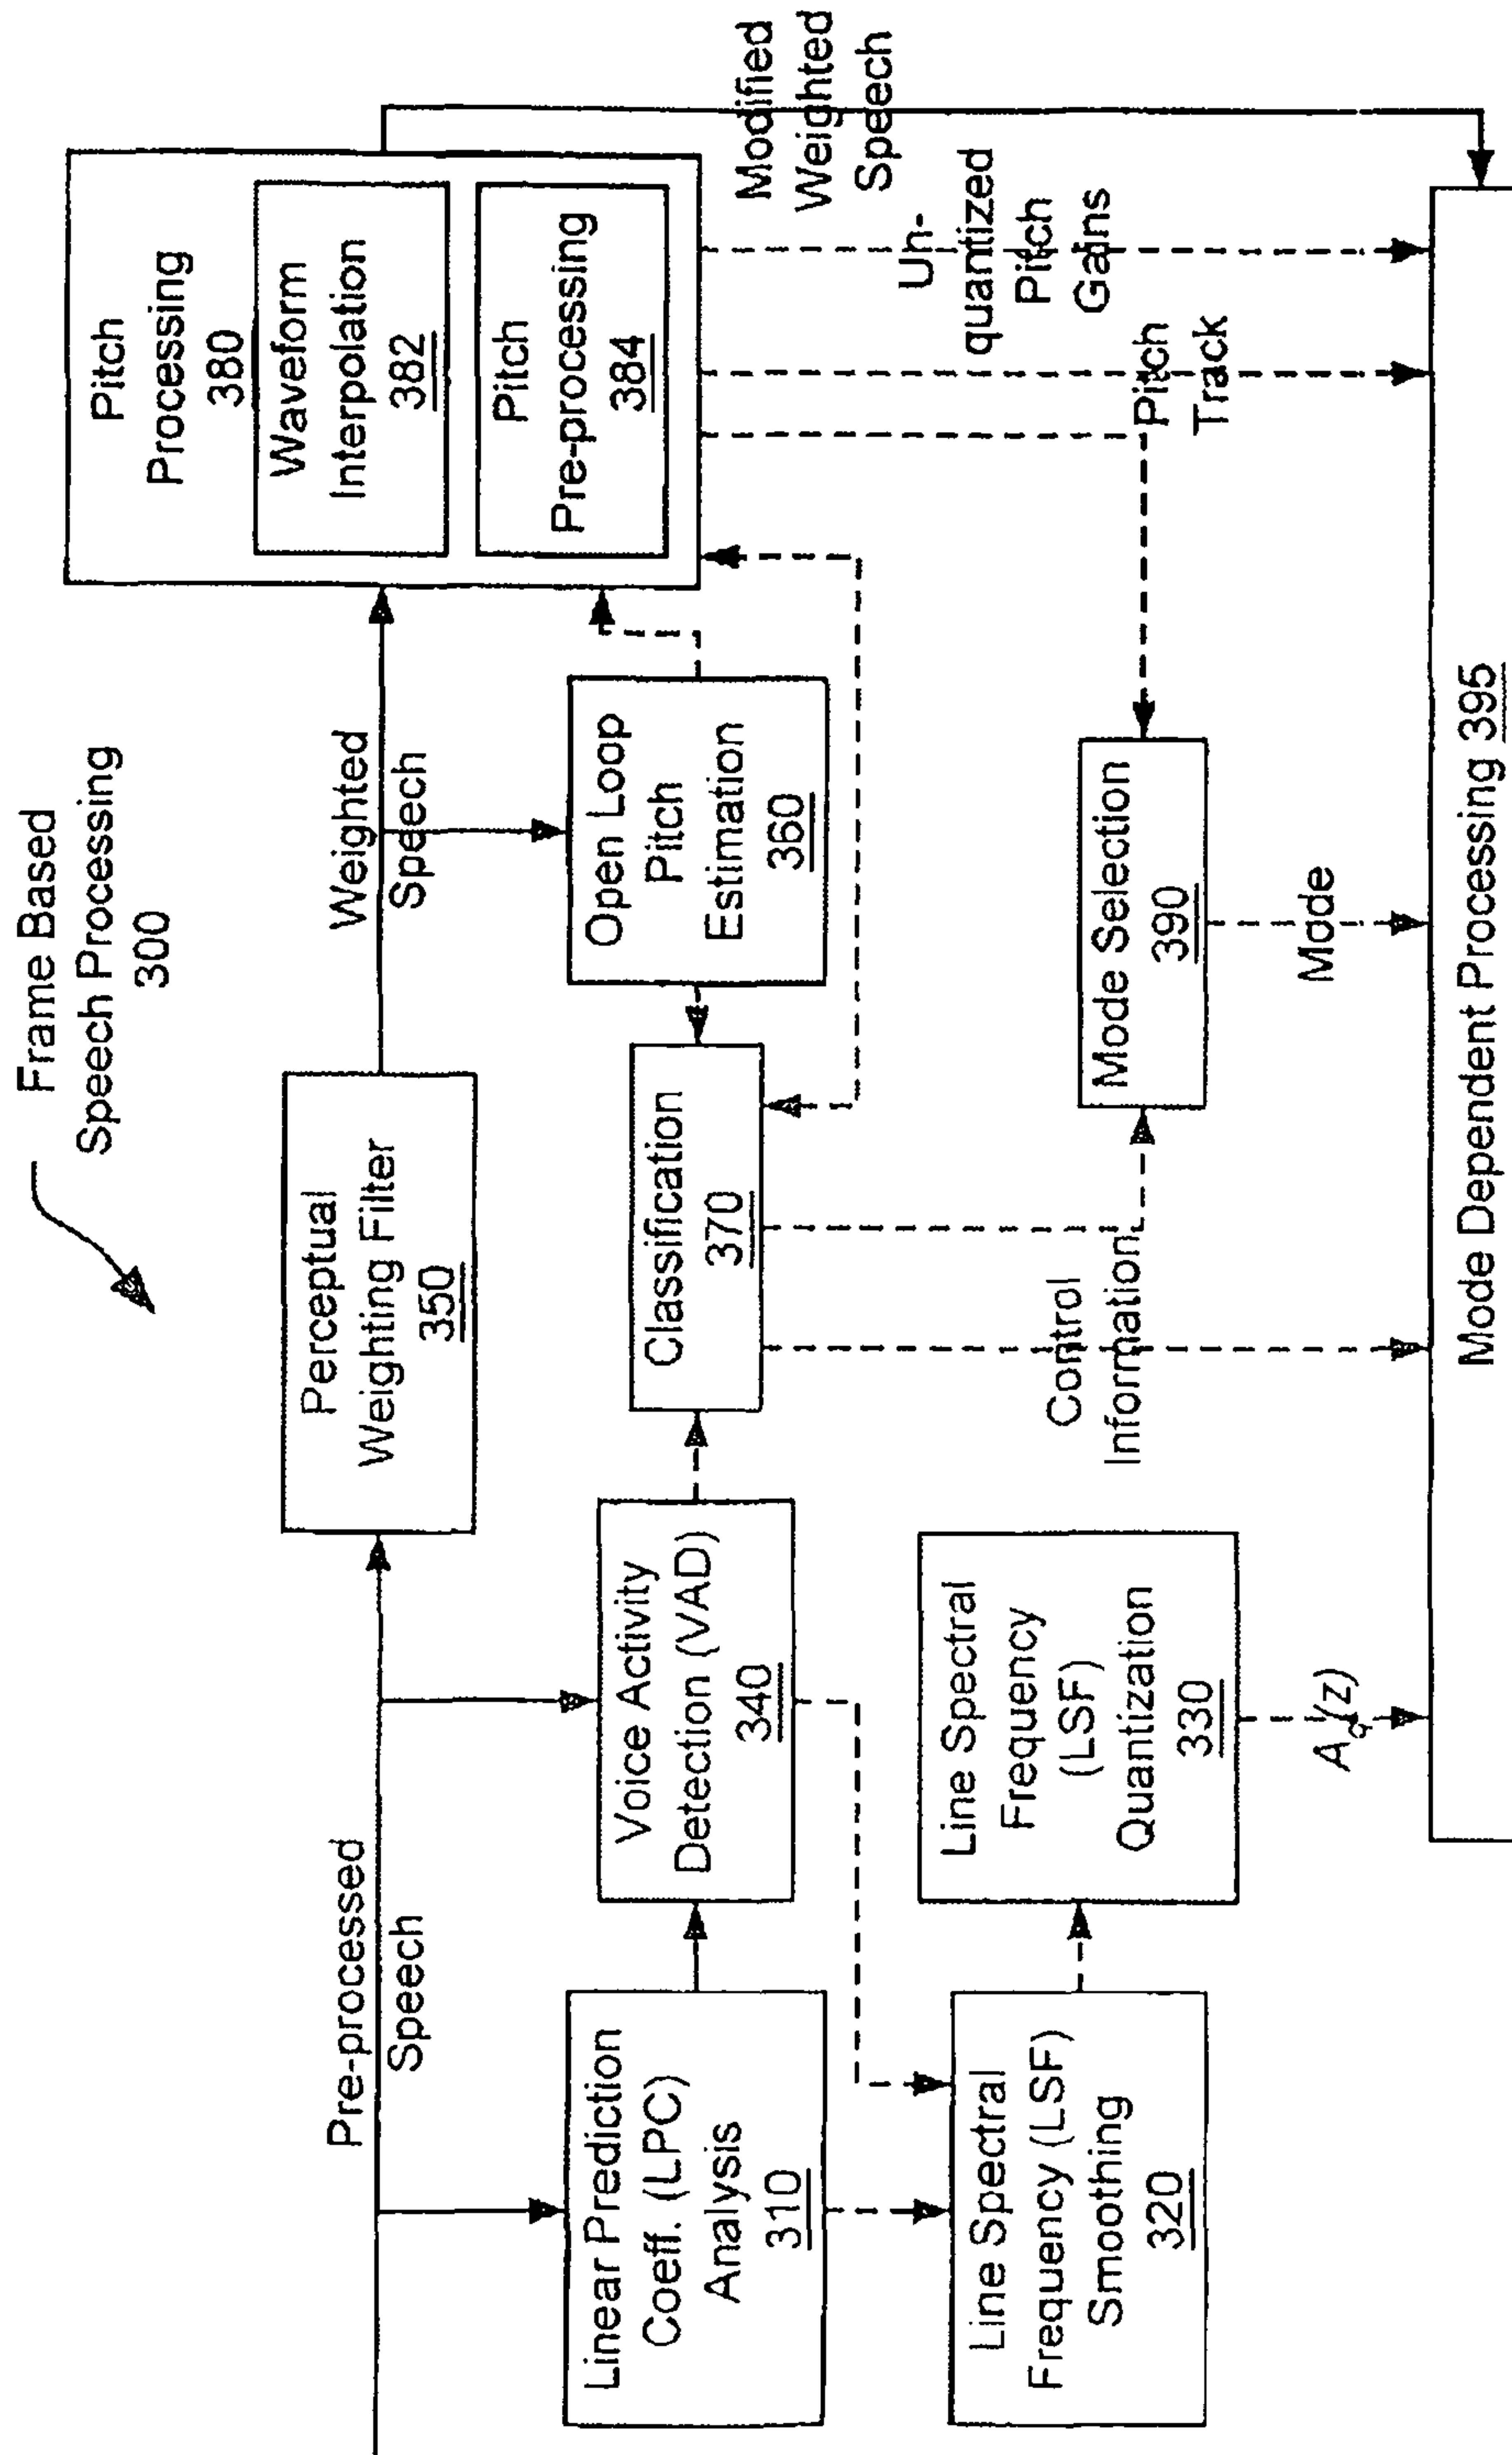 Frame Based
Speech Processing
300
Pre-processed
Speech
Perceptual
Weighting Filter
350
Weighted
Speech
Pitch
Processing
380
Waveform
Interpolation
382
Pitch
Pre-processing
384
Linear Prediction
Coeff. (LPC)
Analysis
310
Voice Activity
Detection (VAD)
340
Classification
370
Open Loop
Pitch
Estimation
360
Modified
Weighted
Speech
Un-
quantized
Pitch
Gains
Pitch
Track
Line Spectral
Frequency (LSF)
Smoothing
320
Line Spectral
Frequency
(LSF)
Quantization
330
Control
Information
Mode Selection
390
A_q(z)
Mode
Mode Dependent Processing 395